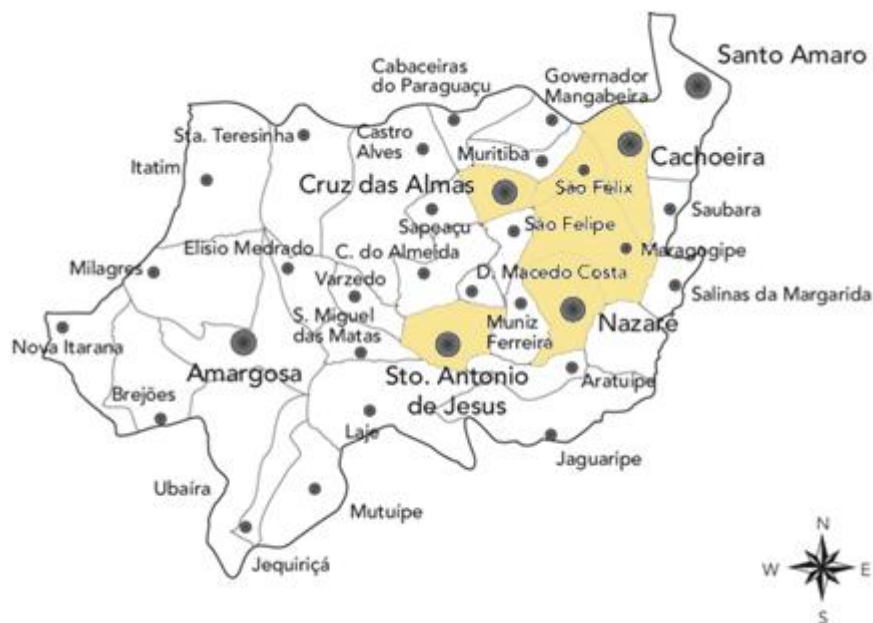 Santo Amaro
Cabaceiras
do Paraguaçu
Governador
Mangabeira
Sta. Teresinha
Castro
Alves
Muritiba
Cachoeira
Itatim
Cruz das Almas
São Félix
Sapeaçu
São Felipe
Saubara
Elisio Medrado
C. do Almeida
Maragogipe
Milagres
Varzedo
D. Macedo Costa
Salinas da Margarida
S. Miguel
das Matas
Muniz
Ferreira
Nazaré
Nova Itarana
Amargosa
Sto. Antonio
de Jesus
Aratuípe
Brejões
Laje
Jaguaripe
Ubaíra
Mutuípe
Jequiriçá
N
W
E
S